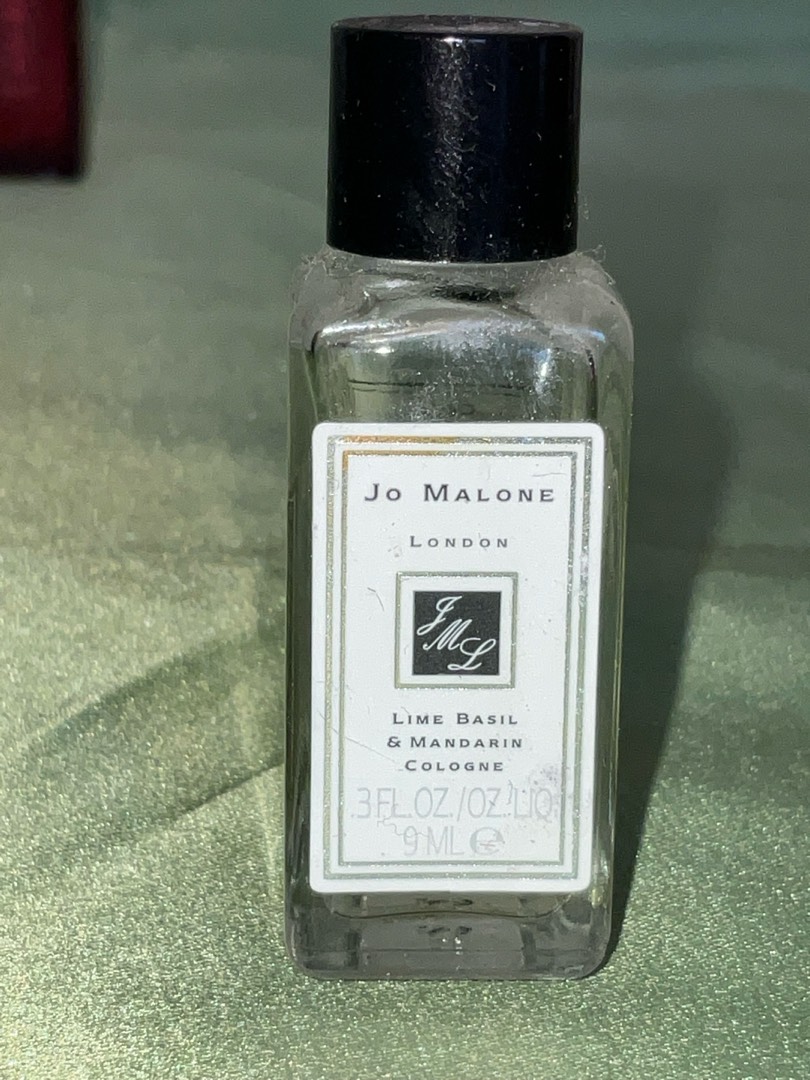 Jo Malone
London
JML
Lime Basil
& Mandarin
Cologne
.3 FL.OZ./OZ.LIQ
9 ML ℮